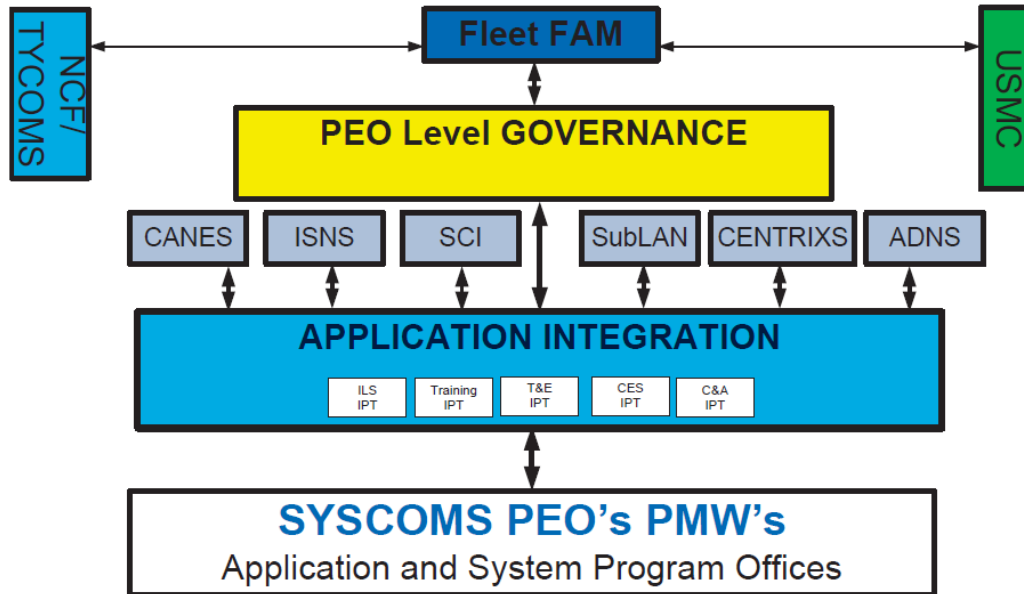 NCF/
TYCOMS
Fleet FAM
USMC
PEO Level GOVERNANCE
CANES
ISNS
SCI
SubLAN
CENTRIXS
ADNS
APPLICATION INTEGRATION
ILS
IPT
Training
IPT
T&E
IPT
CES
IPT
C&A
IPT
SYSCOMS PEO's PMW's
Application and System Program Offices